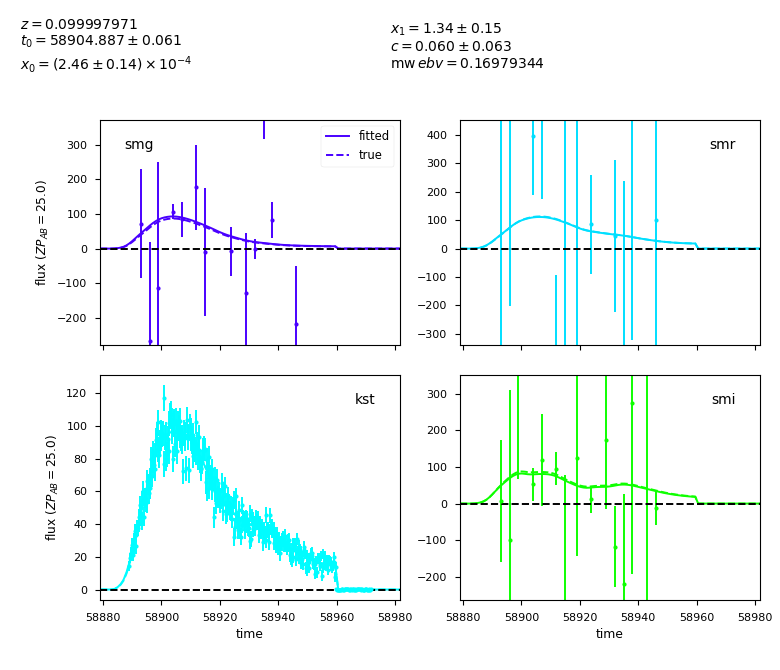 z = 0.099997971
t₀ = 58904.887 ± 0.061
x₀ = (2.46 ± 0.14) × 10⁻⁴
x₁ = 1.34 ± 0.15
c = 0.060 ± 0.063
mw ebv = 0.16979344
smg
fitted
true
300
200
100
0
−100
−200
flux (ZP_AB = 25.0)
smr
400
300
200
100
0
−100
−200
−300
kst
120
100
80
60
40
20
0
flux (ZP_AB = 25.0)
58880 58900 58920 58940 58960 58980
time
smi
300
200
100
0
−100
−200
58880 58900 58920 58940 58960 58980
time